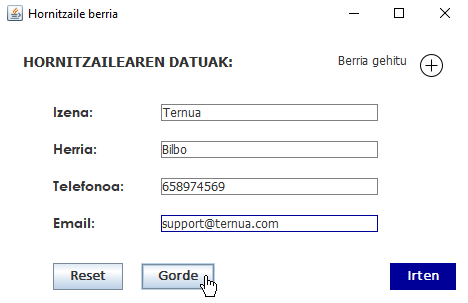 Hornitzaile berria
HORNITZAILEAREN DATUAK:
Berria gehitu
Izena: Ternua
Herria: Bilbo
Telefonoa: 658974569
Email: support@ternua.com
Reset Gorde Irten